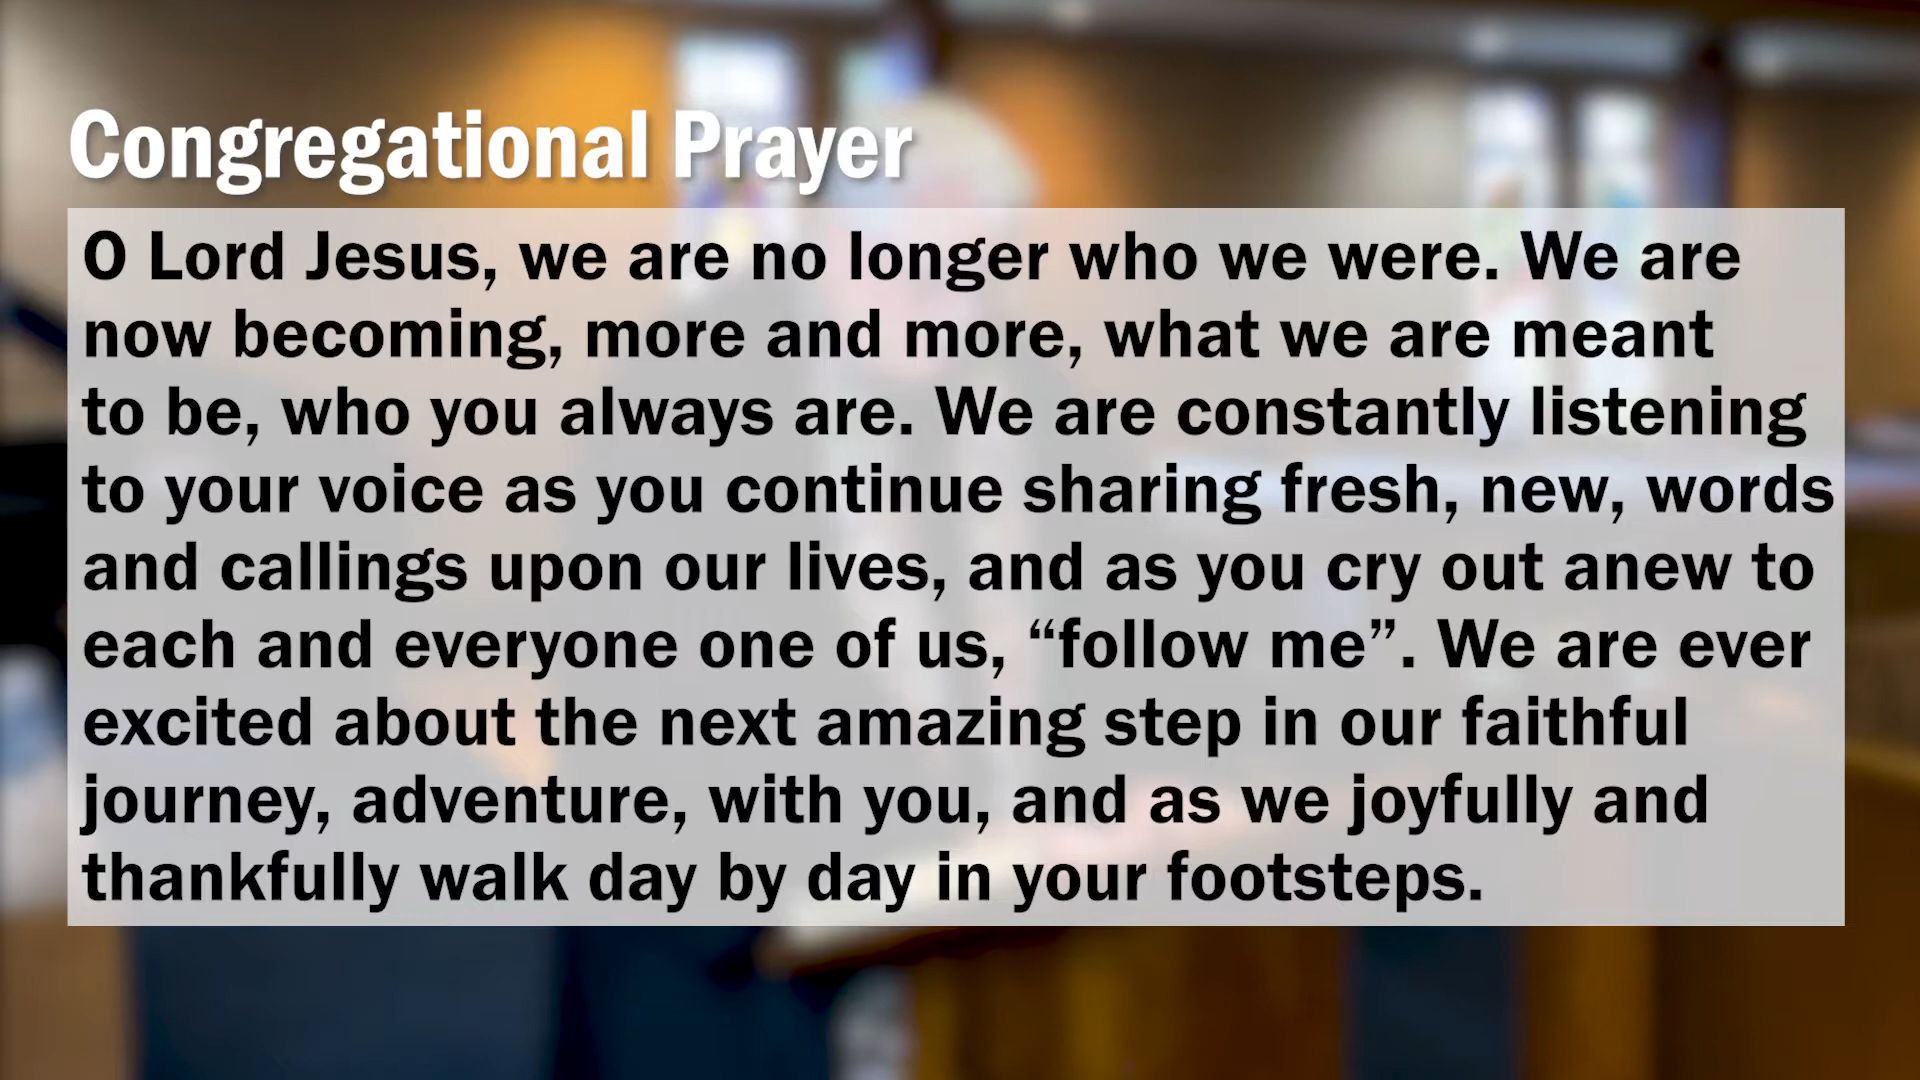 Congregational Prayer
O Lord Jesus, we are no longer who we were. We are
now becoming, more and more, what we are meant
to be, who you always are. We are constantly listening
to your voice as you continue sharing fresh, new, words
and callings upon our lives, and as you cry out anew to
each and everyone one of us, “follow me”. We are ever
excited about the next amazing step in our faithful
journey, adventure, with you, and as we joyfully and
thankfully walk day by day in your footsteps.